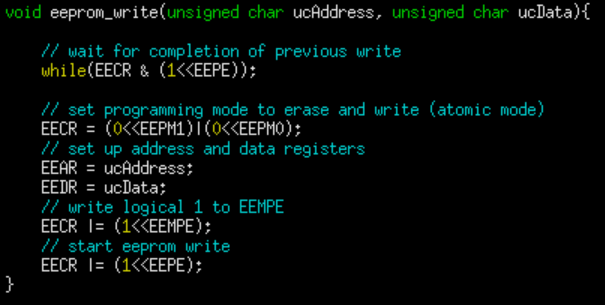 void eeprom_write(unsigned char ucAddress, unsigned char ucData){
// wait for completion of previous write
while(EECR & (1<<EEPE));
// set programming mode to erase and write (atomic mode)
EECR = (0<<EEPM1)|(0<<EEPM0);
// set up address and data registers
EEAR = ucAddress;
EEDR = ucData;
// write logical 1 to EEMPE
EECR |= (1<<EEMPE);
// start eeprom write
EECR |= (1<<EEPE);
}